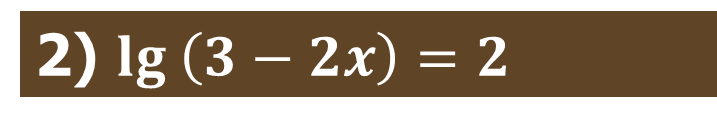 2) lg (3 − 2x) = 2